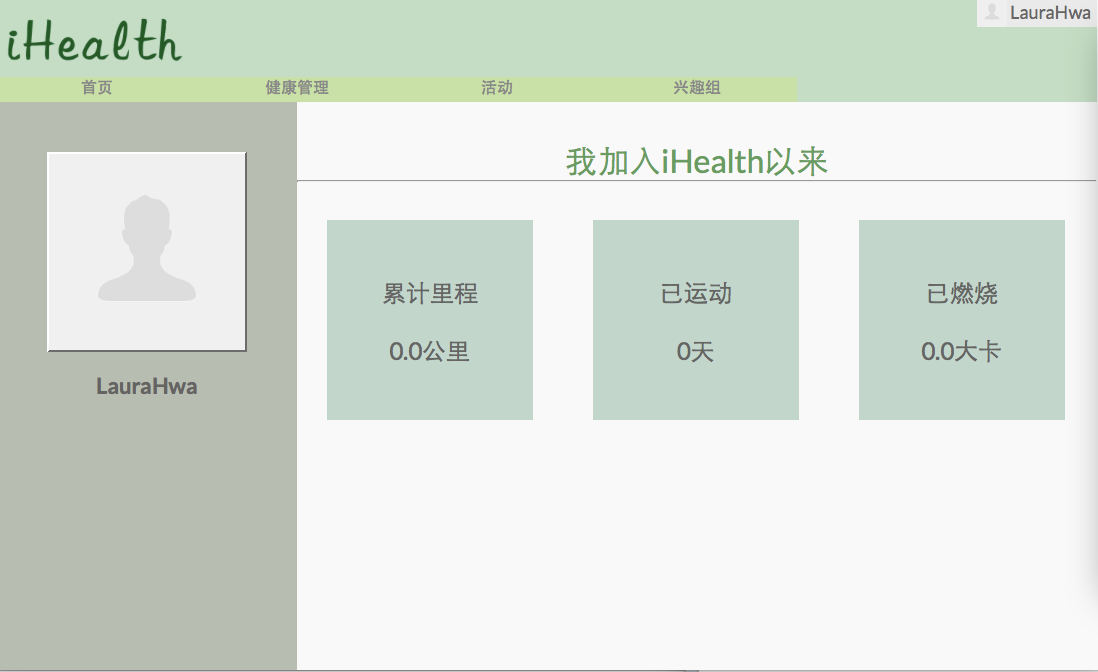 LauraHwa
iHealth
首页 健康管理 活动 兴趣组
我加入iHealth以来
累计里程 已运动 已燃烧
0.0公里 0天 0.0大卡
LauraHwa